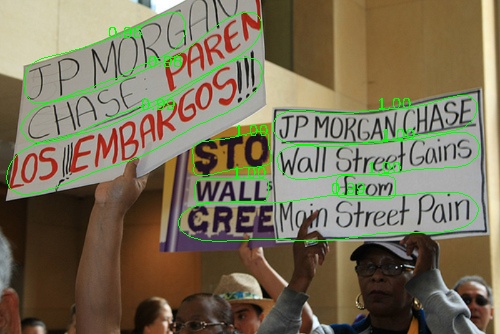 JP MORGAN
CHASE: PAREN
LOS !!!EMBARGOS!!!
STO
WALL
GREE
JP MORGAN CHASE
Wall Street Gains
from
Main Street Pain